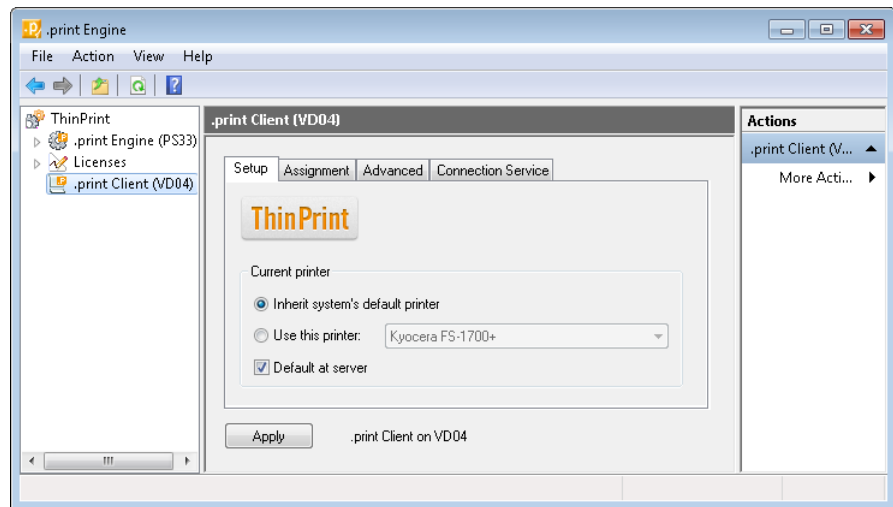 .print Engine
File Action View Help
ThinPrint
.print Engine (PS33)
Licenses
.print Client (VD04)
.print Client (VD04)
Setup Assignment Advanced Connection Service
ThinPrint
Current printer
Inherit system's default printer
Use this printer: Kyocera FS-1700+
Default at server
Apply .print Client on VD04
Actions
.print Client (V...
More Acti...